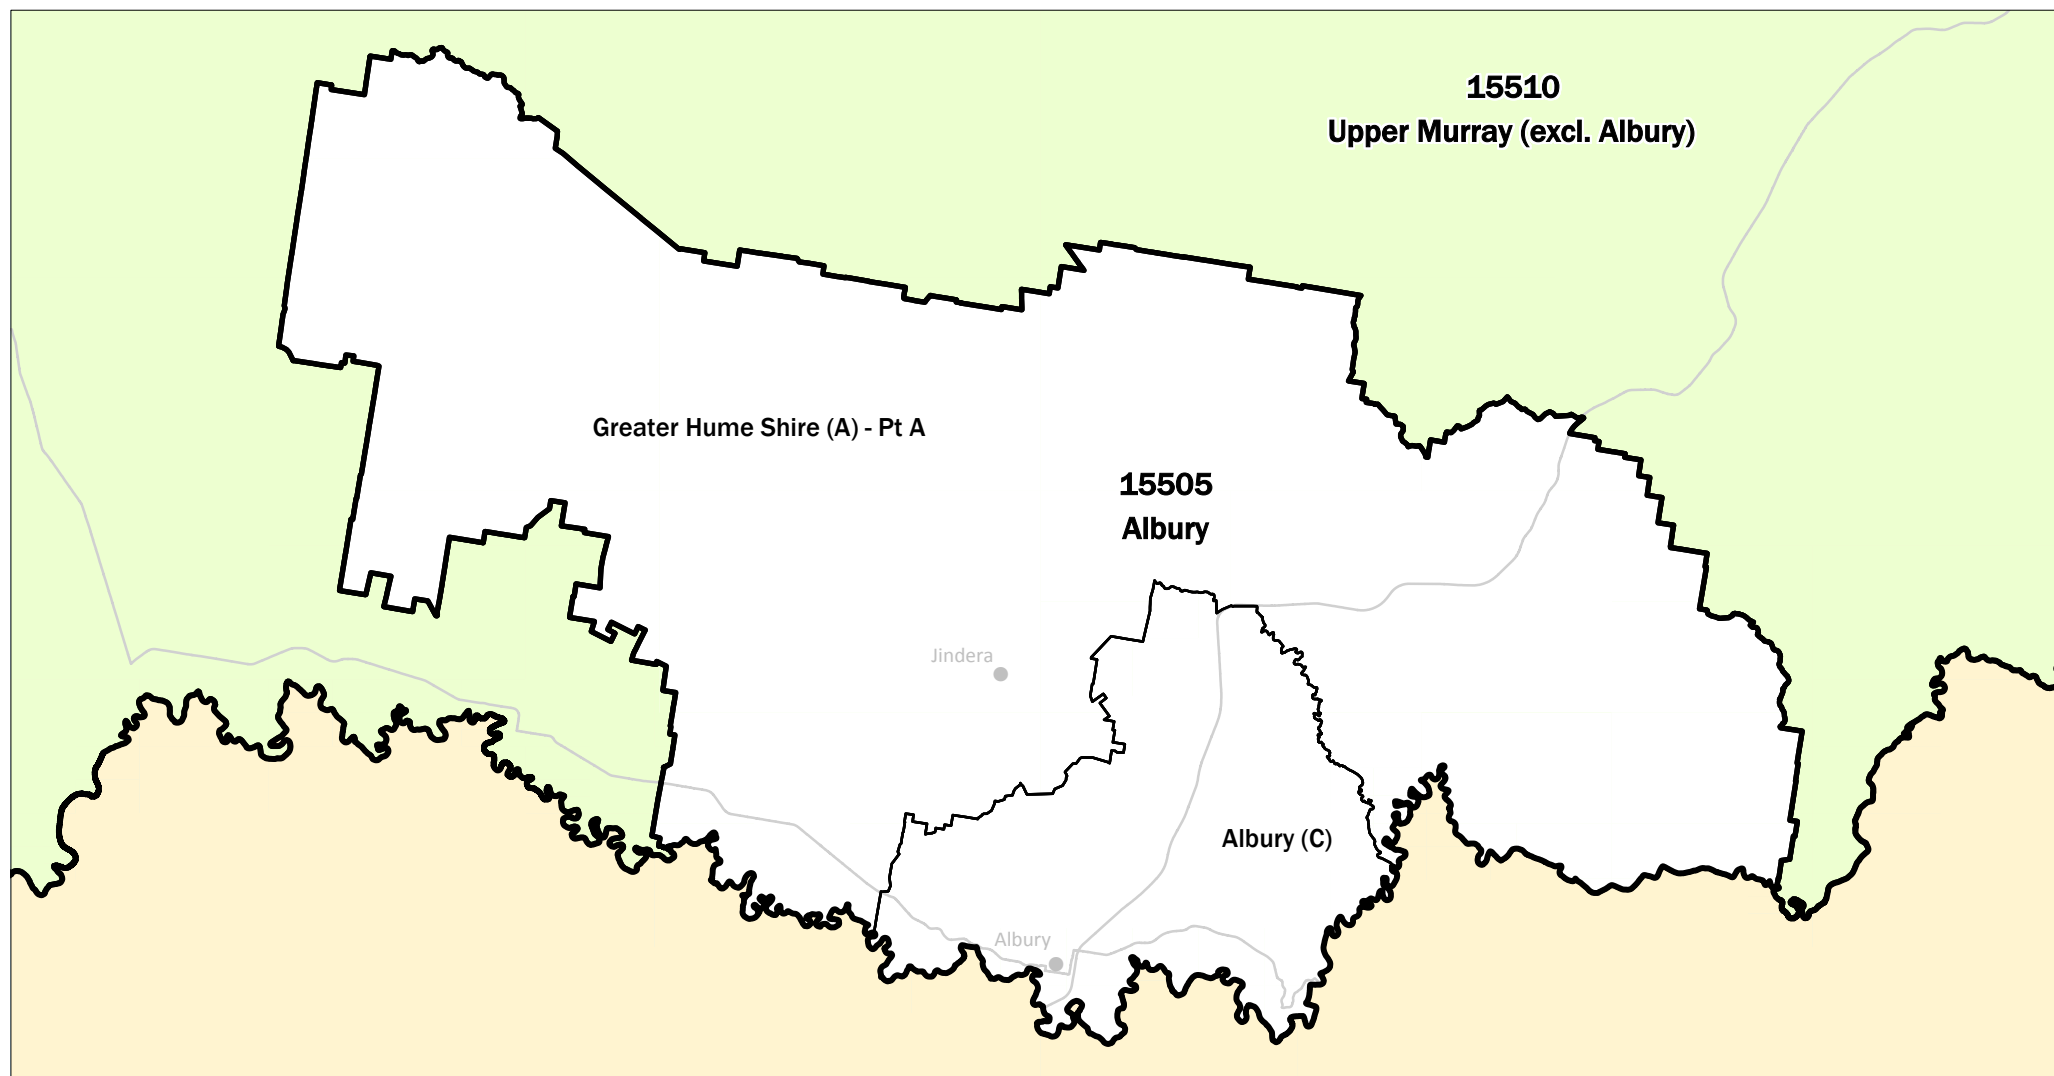 15510
Upper Murray (excl. Albury)
Greater Hume Shire (A) - Pt A
15505
Albury
Jindera
Albury (C)
Albury